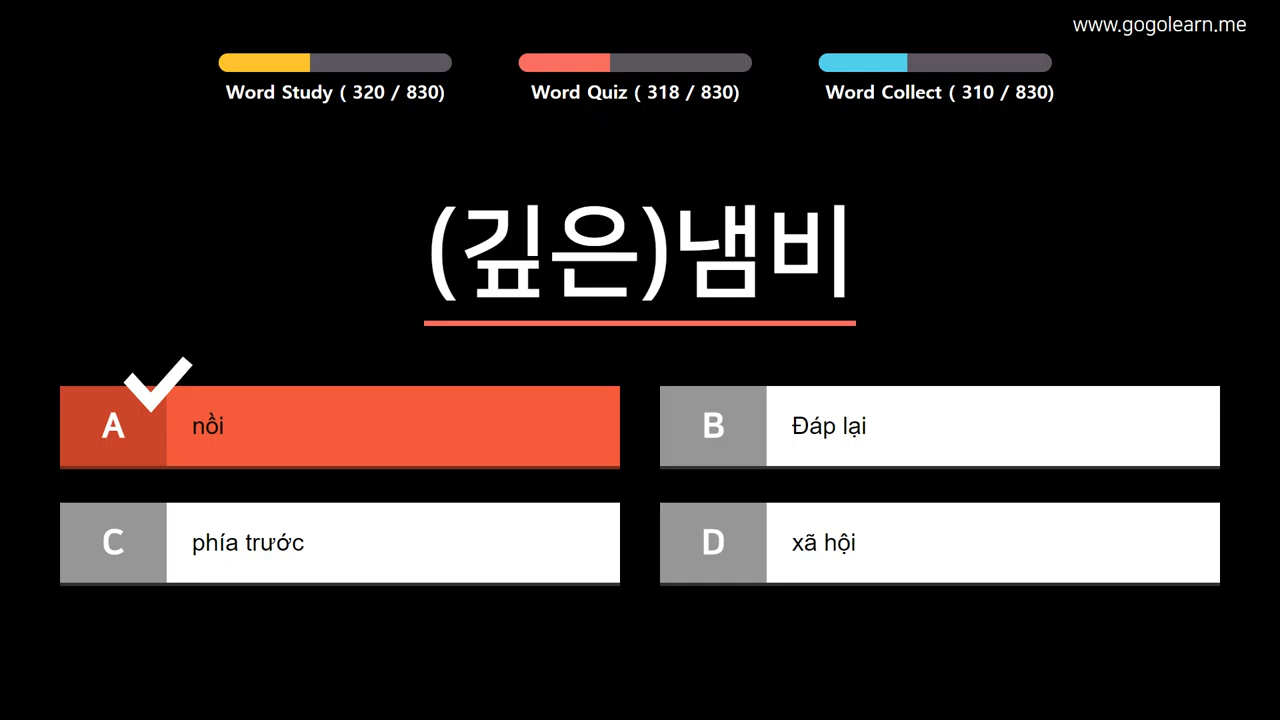 www.gogolearn.me
Word Study ( 320 / 830)
Word Quiz ( 318 / 830)
Word Collect ( 310 / 830)
(깊은)냄비
A nồi
B Đáp lại
C phía trước
D xã hội